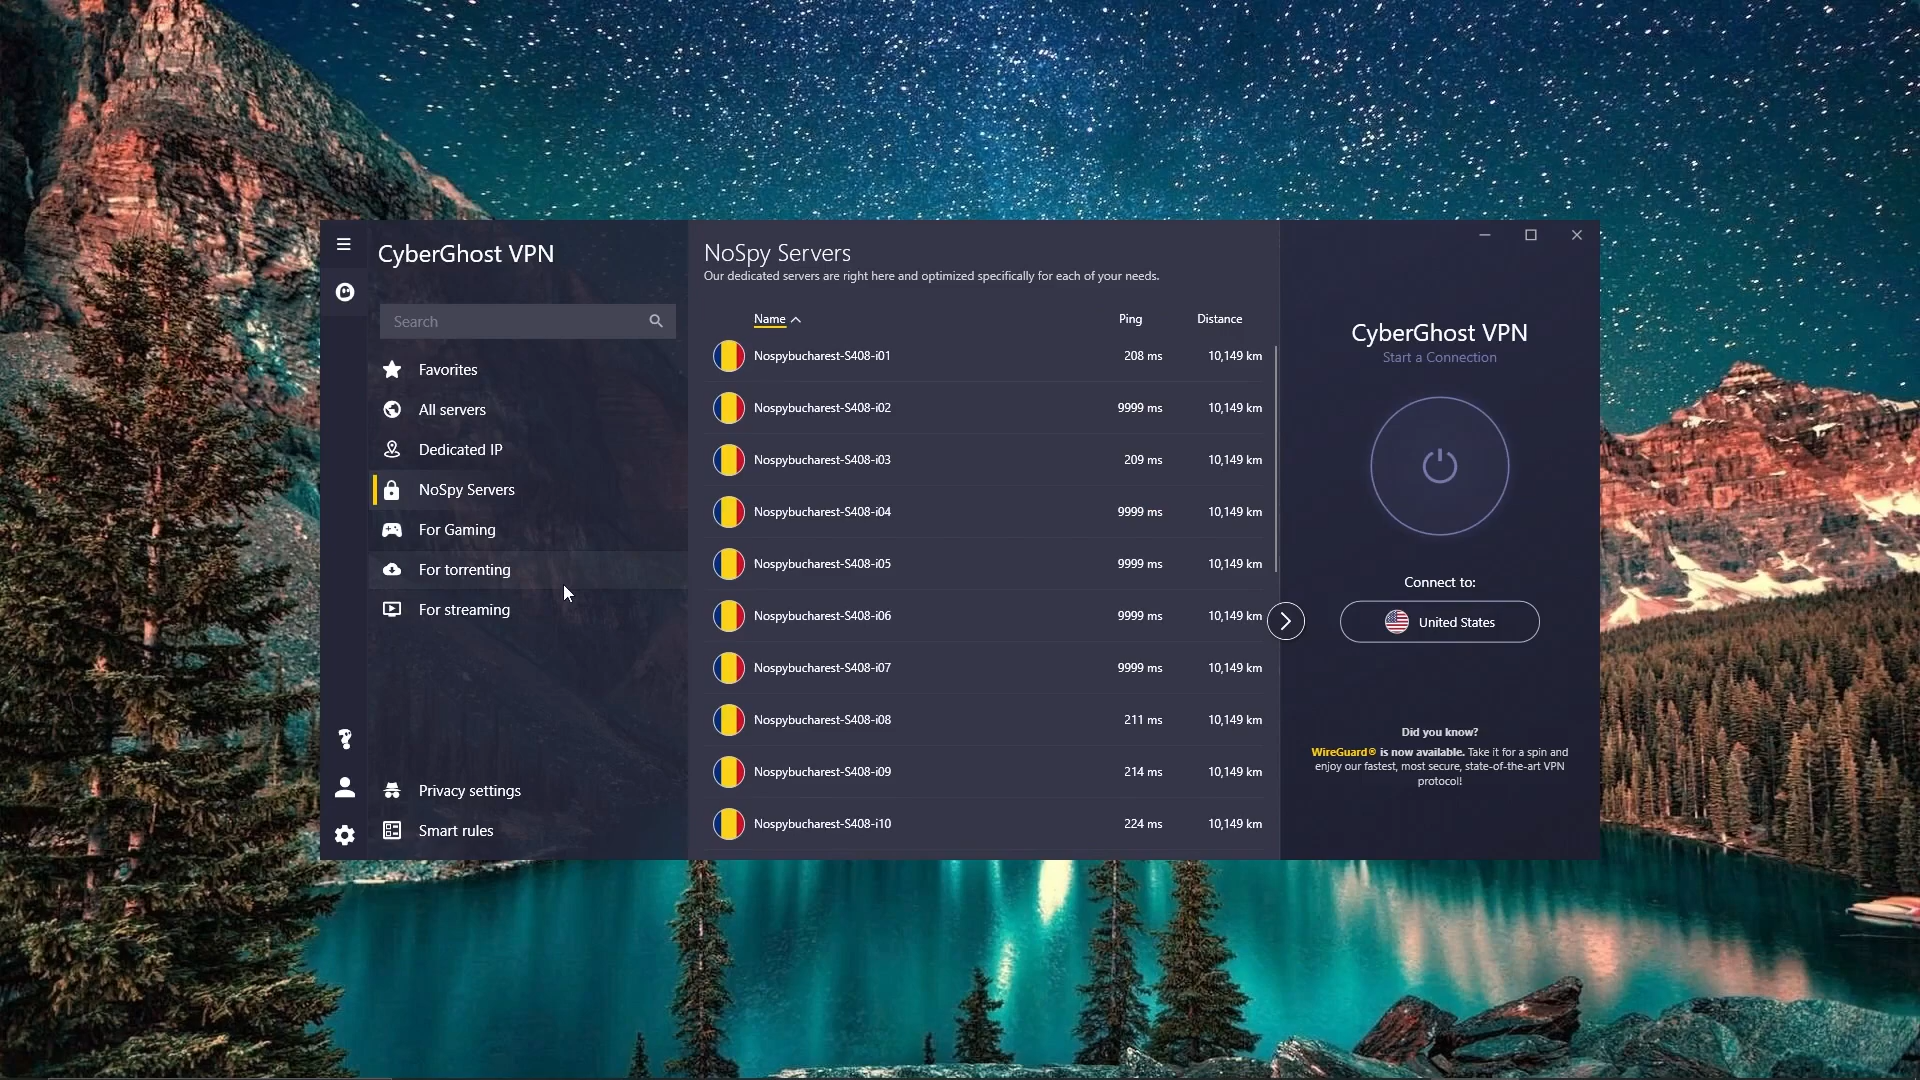 CyberGhost VPN
Search
Favorites
All servers
Dedicated IP
NoSpy Servers
For Gaming
For torrenting
For streaming
Privacy settings
Smart rules
NoSpy Servers
Our dedicated servers are right here and optimized specifically for each of your needs.
Name Ping Distance
Nospybucharest-S408-i01 208 ms 10,149 km
Nospybucharest-S408-i02 9999 ms 10,149 km
Nospybucharest-S408-i03 209 ms 10,149 km
Nospybucharest-S408-i04 9999 ms 10,149 km
Nospybucharest-S408-i05 9999 ms 10,149 km
Nospybucharest-S408-i06 9999 ms 10,149 km
Nospybucharest-S408-i07 9999 ms 10,149 km
Nospybucharest-S408-i08 211 ms 10,149 km
Nospybucharest-S408-i09 214 ms 10,149 km
Nospybucharest-S408-i10 224 ms 10,149 km
CyberGhost VPN
Start a Connection
Connect to:
United States
Did you know?
WireGuard® is now available. Take it for a spin and
enjoy our fastest, most secure, state-of-the-art VPN
protocol!